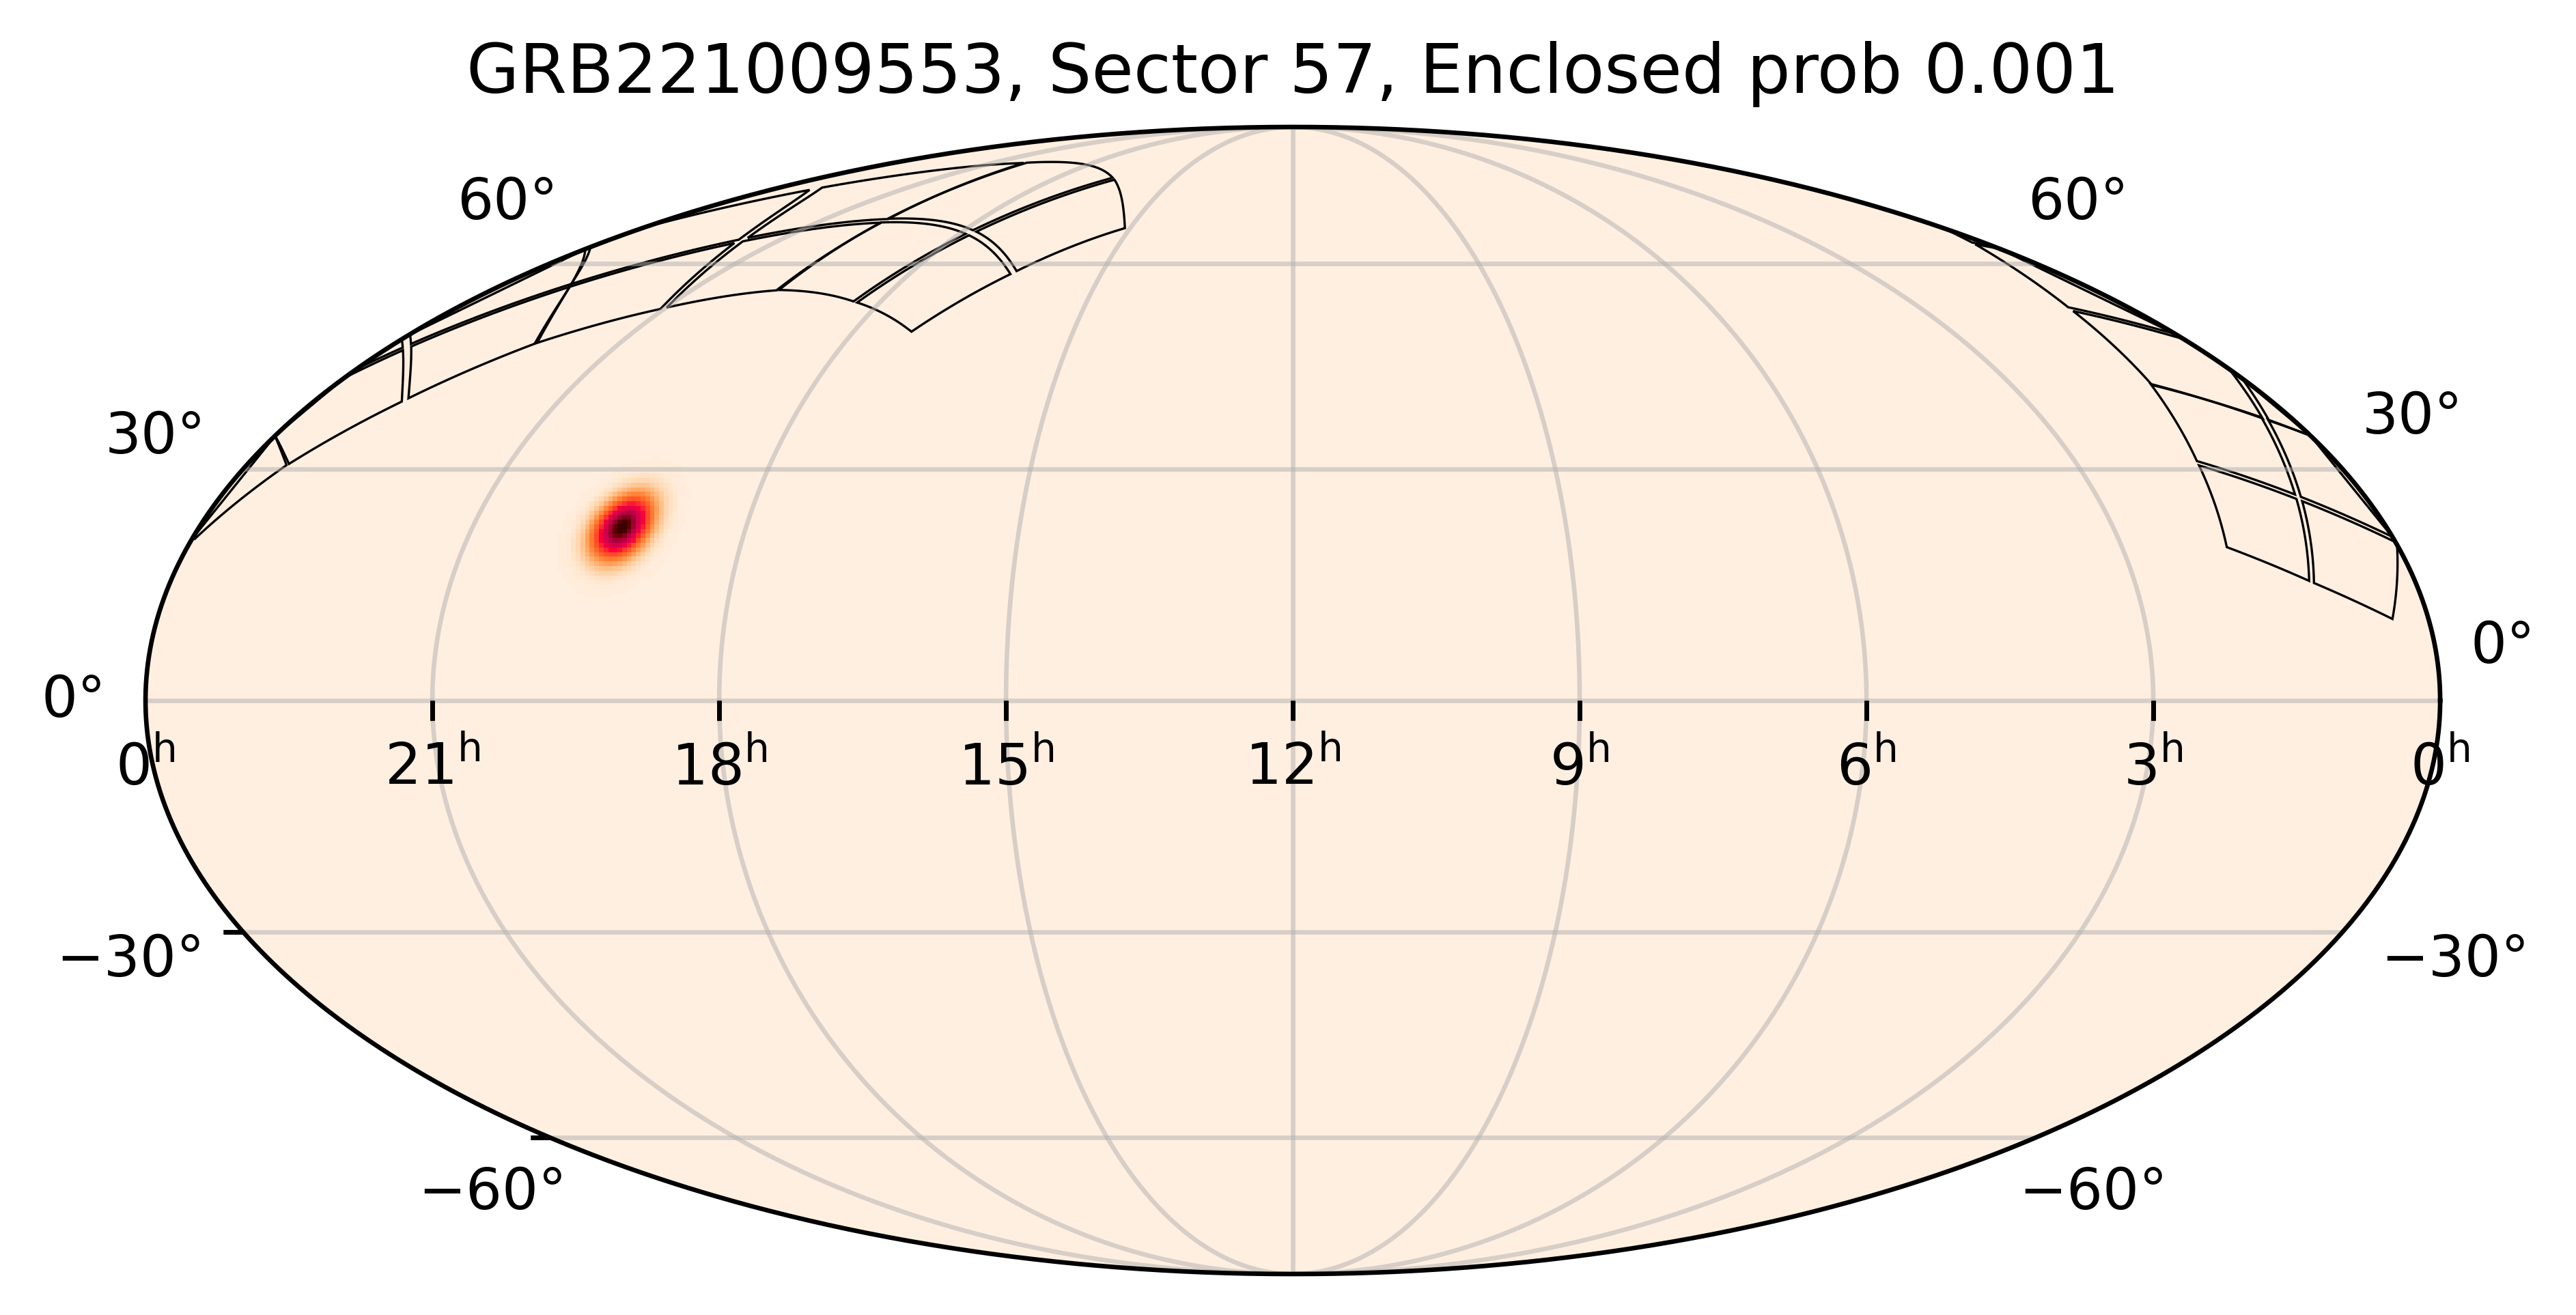 GRB221009553, Sector 57, Enclosed prob 0.001
60° 60°
30° 30°
0° 0°
0ʰ 21ʰ 18ʰ 15ʰ 12ʰ 9ʰ 6ʰ 3ʰ 0ʰ
−30° −30°
−60° −60°